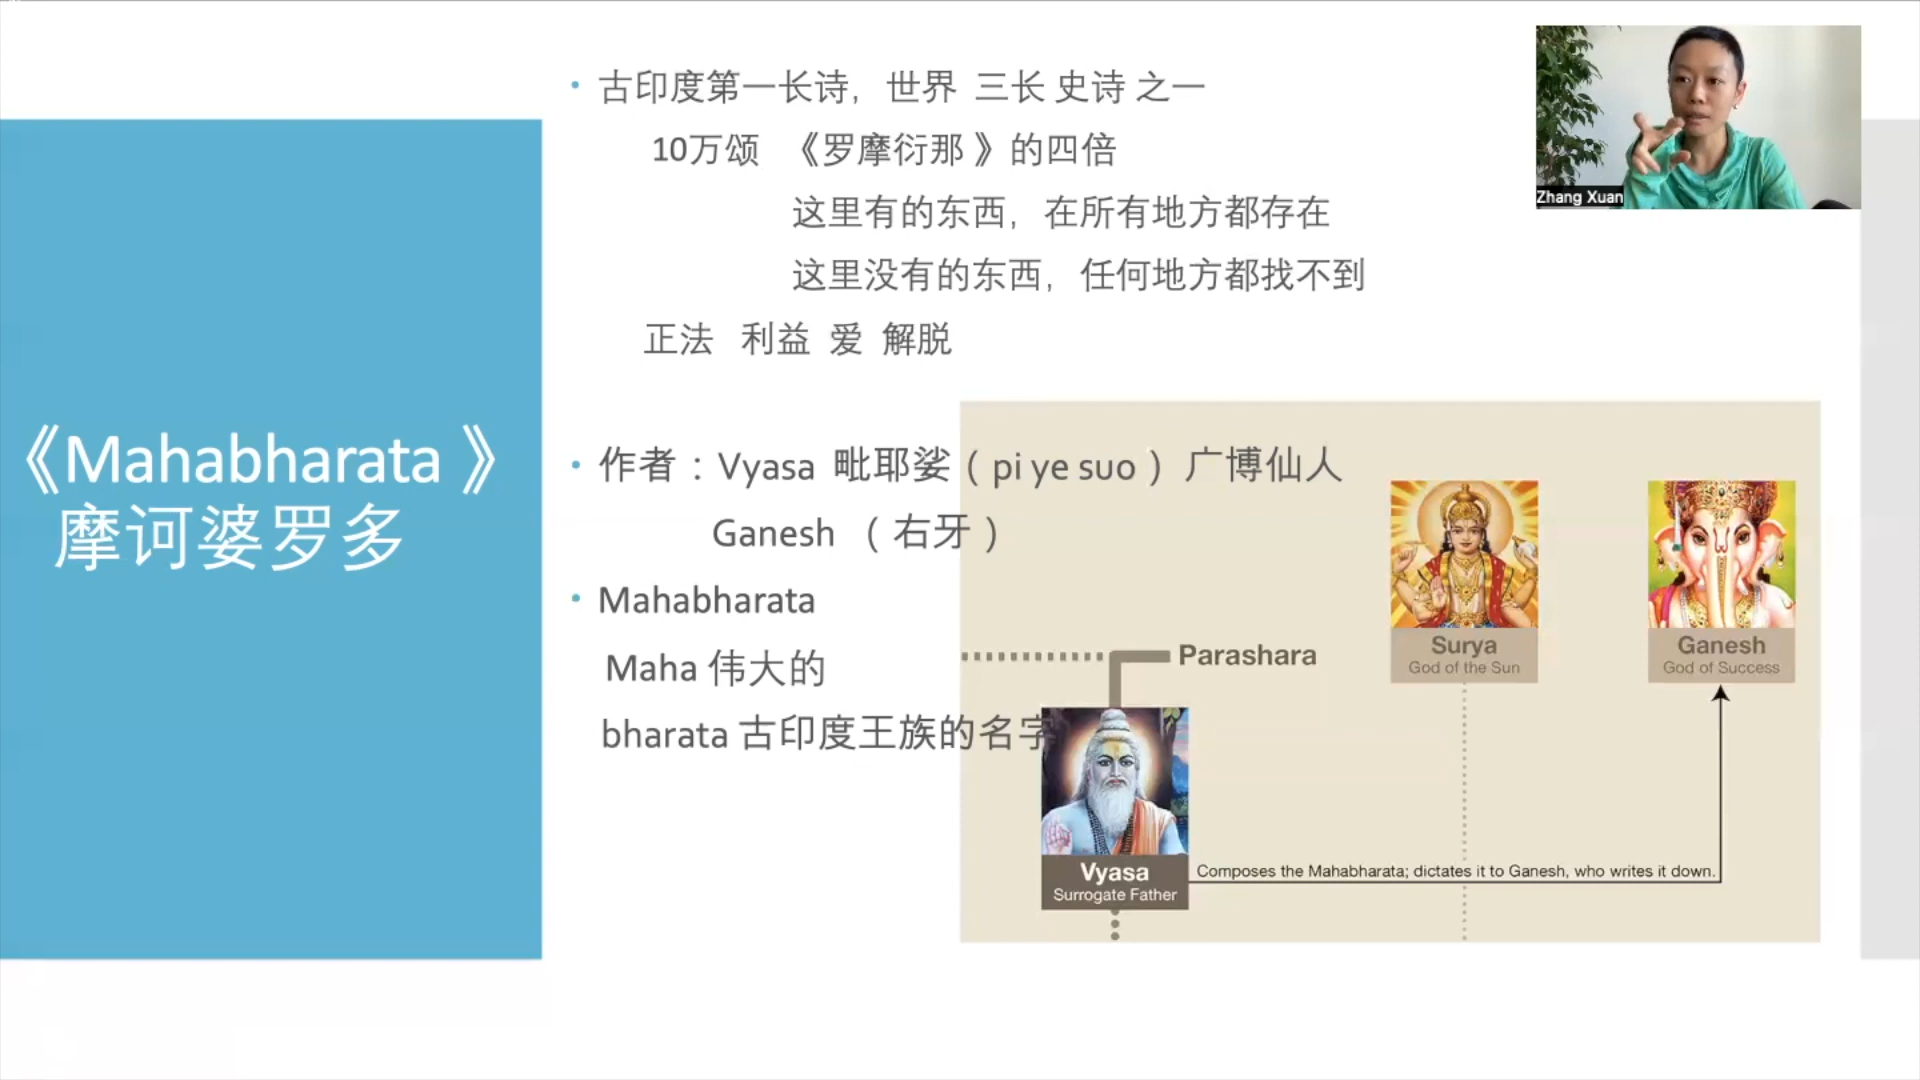 《Mahabharata 》
摩诃婆罗多
• 古印度第一长诗，世界 三长 史诗 之一
10万颂 《罗摩衍那 》的四倍
这里有的东西，在所有地方都存在
这里没有的东西，任何地方都找不到
正法 利益 爱 解脱
• 作者：Vyasa 毗耶娑（pi ye suo）广博仙人
Ganesh （右牙）
• Mahabharata
Maha 伟大的
bharata 古印度王族的名字
Zhang Xuan
Parashara
Surya
God of the Sun
Ganesh
God of Success
Vyasa
Surrogate Father
Composes the Mahabharata; dictates it to Ganesh, who writes it down.